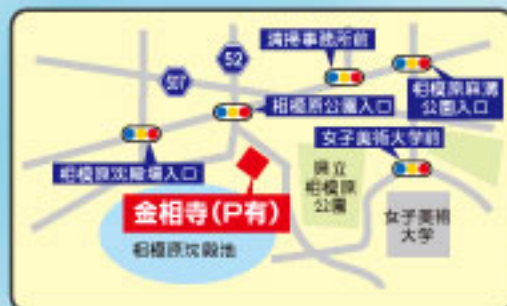 清掃事務所前
52
507
相模原公園入口
相模原麻溝
公園入口
女子美術大学前
相模原沈殿場入口
県立
相模原
公園
金相寺(P有)
女子美術
大学
相模原沈殿池